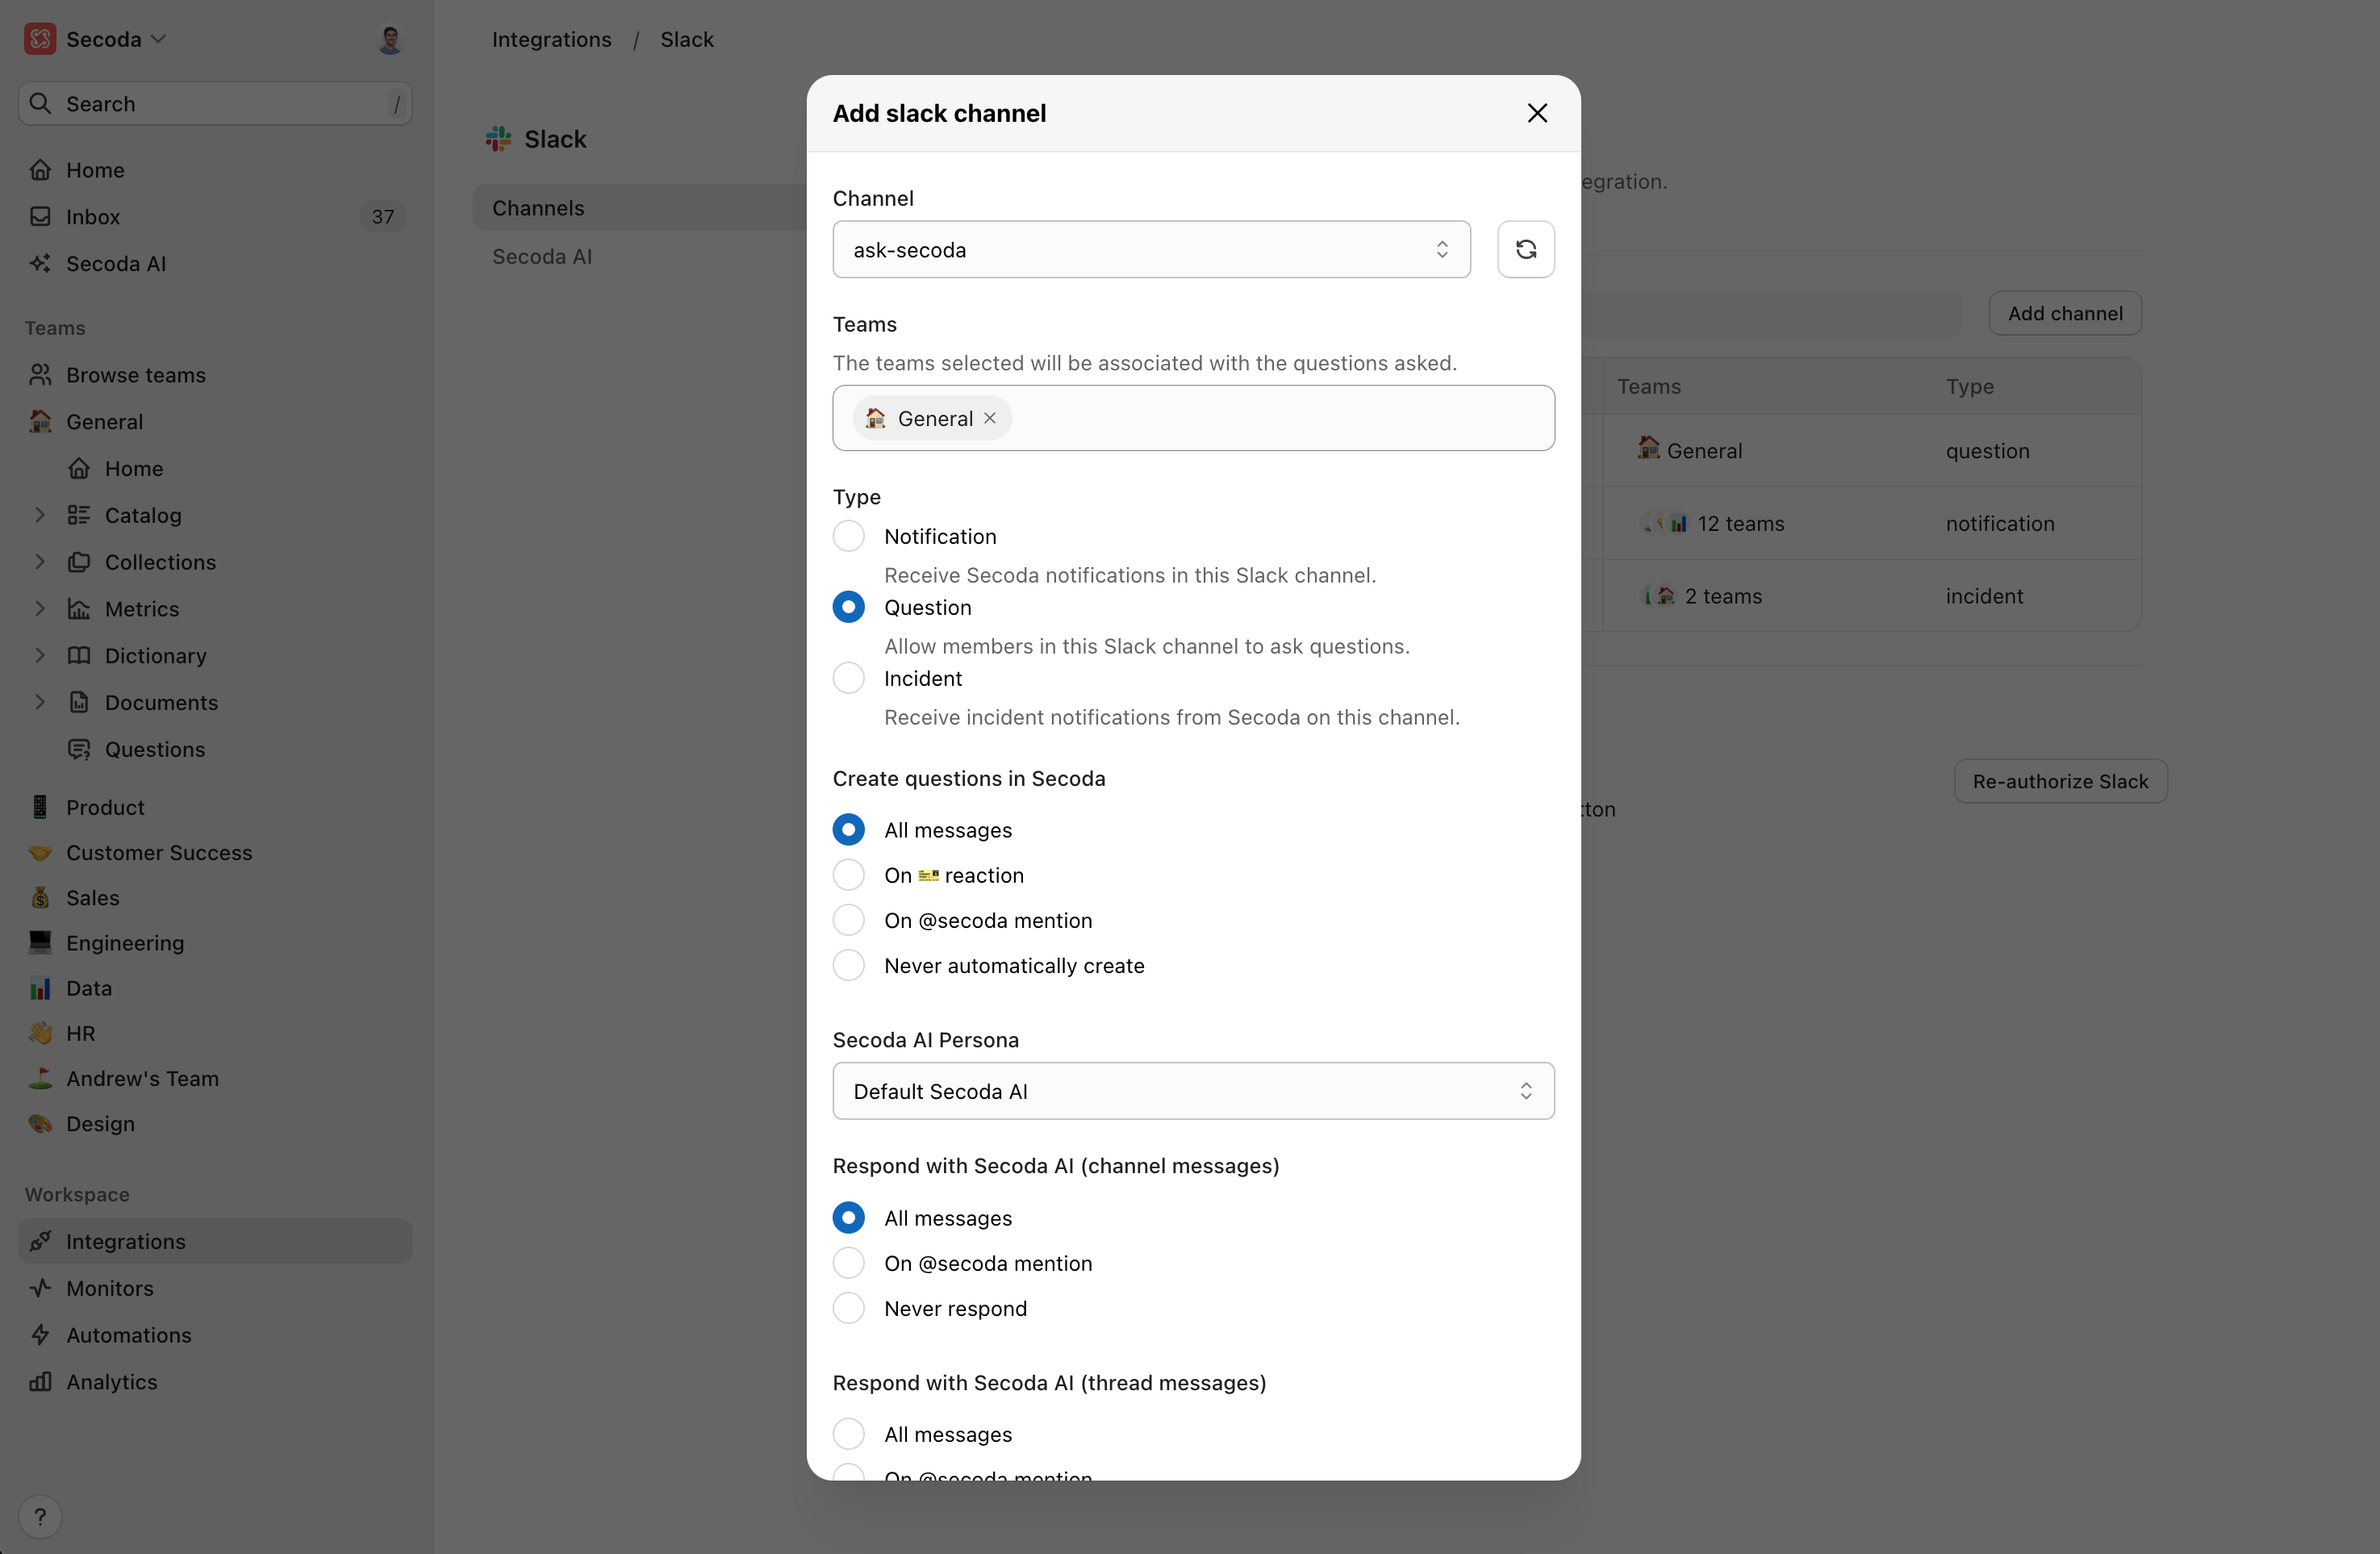 Secoda
Search /
Home
Inbox 37
Secoda AI
Teams
Browse teams
General
Home
Catalog
Collections
Metrics
Dictionary
Documents
Questions
Product
Customer Success
Sales
Engineering
Data
HR
Andrew's Team
Design
Workspace
Integrations
Monitors
Automations
Analytics
?
Integrations / Slack
Slack
Channels
Secoda AI
Add slack channel
Channel
ask-secoda
Teams
The teams selected will be associated with the questions asked.
General
Type
Notification
Receive Secoda notifications in this Slack channel.
Question
Allow members in this Slack channel to ask questions.
Incident
Receive incident notifications from Secoda on this channel.
Create questions in Secoda
All messages
On 🎫 reaction
On @secoda mention
Never automatically create
Secoda AI Persona
Default Secoda AI
Respond with Secoda AI (channel messages)
All messages
On @secoda mention
Never respond
Respond with Secoda AI (thread messages)
All messages
On @secoda mention
egration.
Add channel
Teams Type
General question
12 teams notification
2 teams incident
Re-authorize Slack
tton